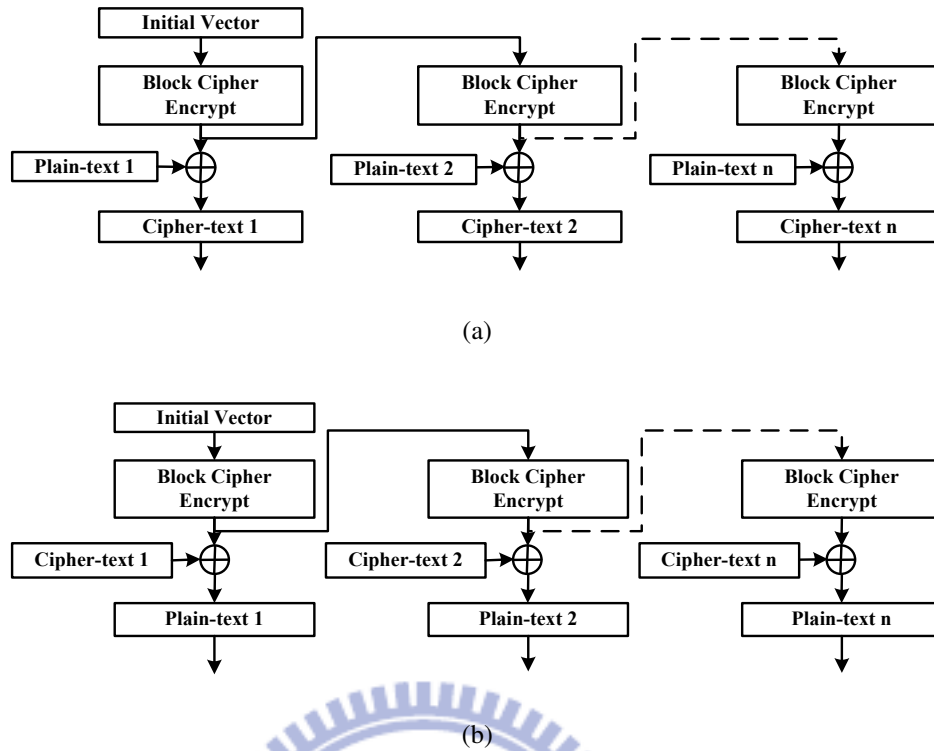 Initial Vector
Block Cipher
Encrypt
Block Cipher
Encrypt
Block Cipher
Encrypt
Plain-text 1
Plain-text 2
Plain-text n
Cipher-text 1
Cipher-text 2
Cipher-text n
(a)
Initial Vector
Block Cipher
Encrypt
Block Cipher
Encrypt
Block Cipher
Encrypt
Cipher-text 1
Cipher-text 2
Cipher-text n
Plain-text 1
Plain-text 2
Plain-text n
(b)